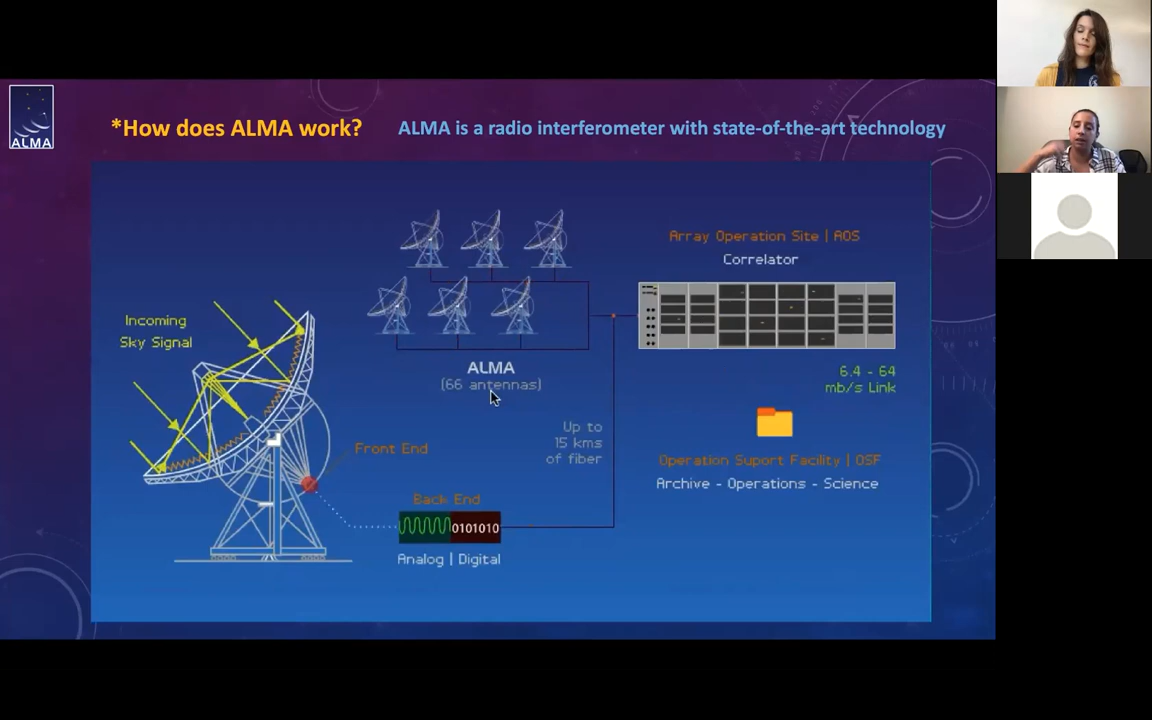 ALMA
*How does ALMA work?
ALMA is a radio interferometer with state-of-the-art technology
Incoming
Sky Signal
ALMA
(66 antennas)
Array Operation Site | AOS
Correlator
6.4 - 64
mb/s Link
Up to
15 kms
of fiber
Front End
Operation Suport Facility | OSF
Archive - Operations - Science
Back End
0101010
Analog | Digital